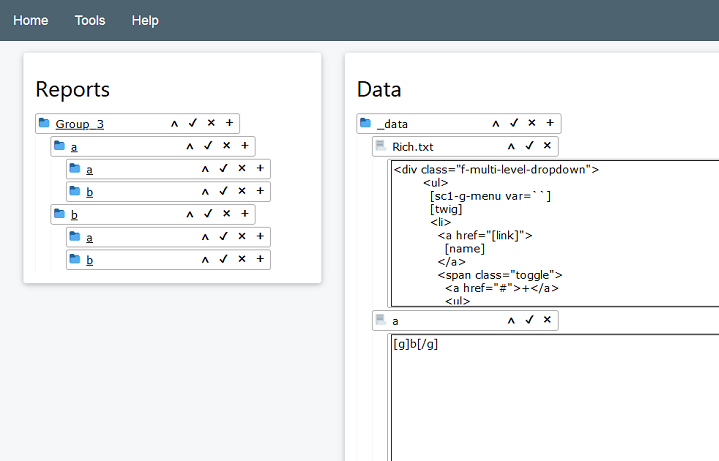 Home Tools Help
Reports
Group_3
a
a
b
b
a
b
Data
_data
Rich.txt
<div class="f-multi-level-dropdown">
<ul>
[sc1-g-menu var=``]
[twig]
<li>
<a href="[link]">
[name]
</a>
<span class="toggle">
<a href="#">+</a>
<ul>
a
[g]b[/g]